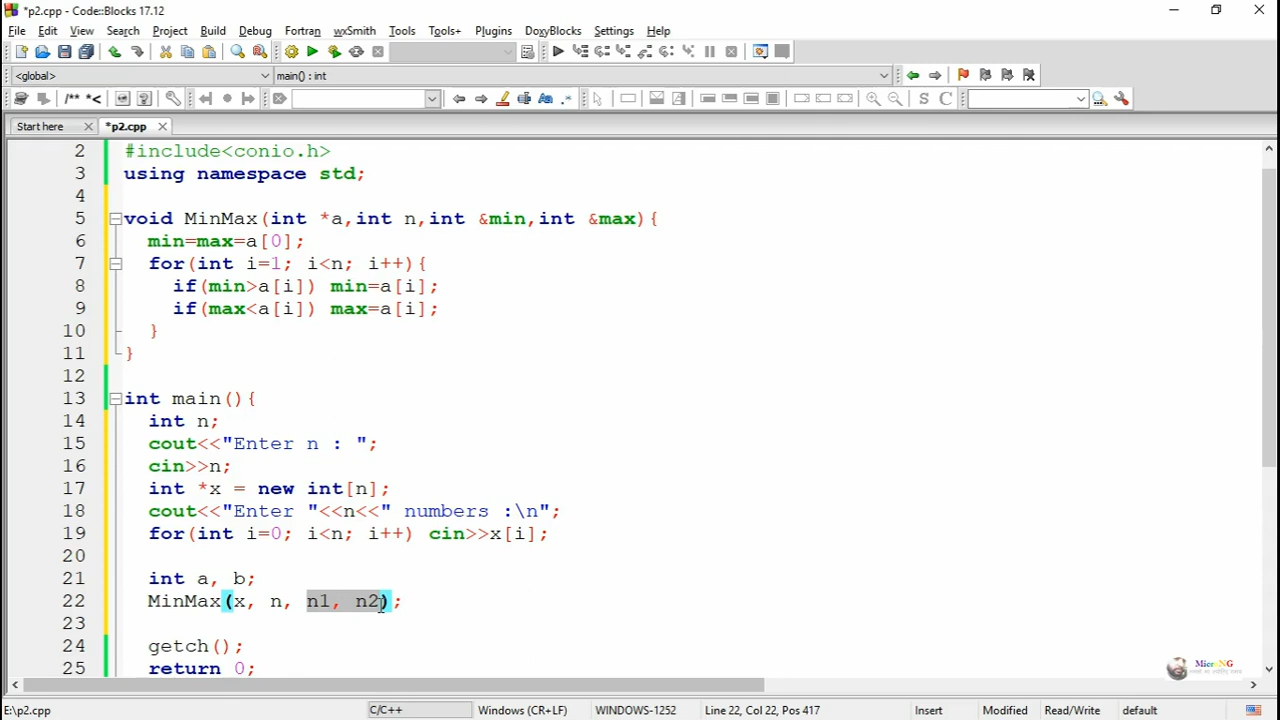 *p2.cpp - Code::Blocks 17.12
File Edit View Search Project Build Debug Fortran wxSmith Tools Tools+ Plugins DoxyBlocks Settings Help
<global> main() : int
/** *<
S C
Start here *p2.cpp
2 #include<conio.h>
3 using namespace std;
4
5 void MinMax(int *a,int n,int &min,int &max){
6 min=max=a[0];
7 for(int i=1; i<n; i++){
8 if(min>a[i]) min=a[i];
9 if(max<a[i]) max=a[i];
10 }
11 }
12
13 int main(){
14 int n;
15 cout<<"Enter n : ";
16 cin>>n;
17 int *x = new int[n];
18 cout<<"Enter "<<n<<" numbers :\n";
19 for(int i=0; i<n; i++) cin>>x[i];
20
21 int a, b;
22 MinMax(x, n, n1, n2);
23
24 getch();
25 return 0;
MicroNG
E:\p2.cpp C/C++ Windows (CR+LF) WINDOWS-1252 Line 22, Col 22, Pos 417 Insert Modified Read/Write default